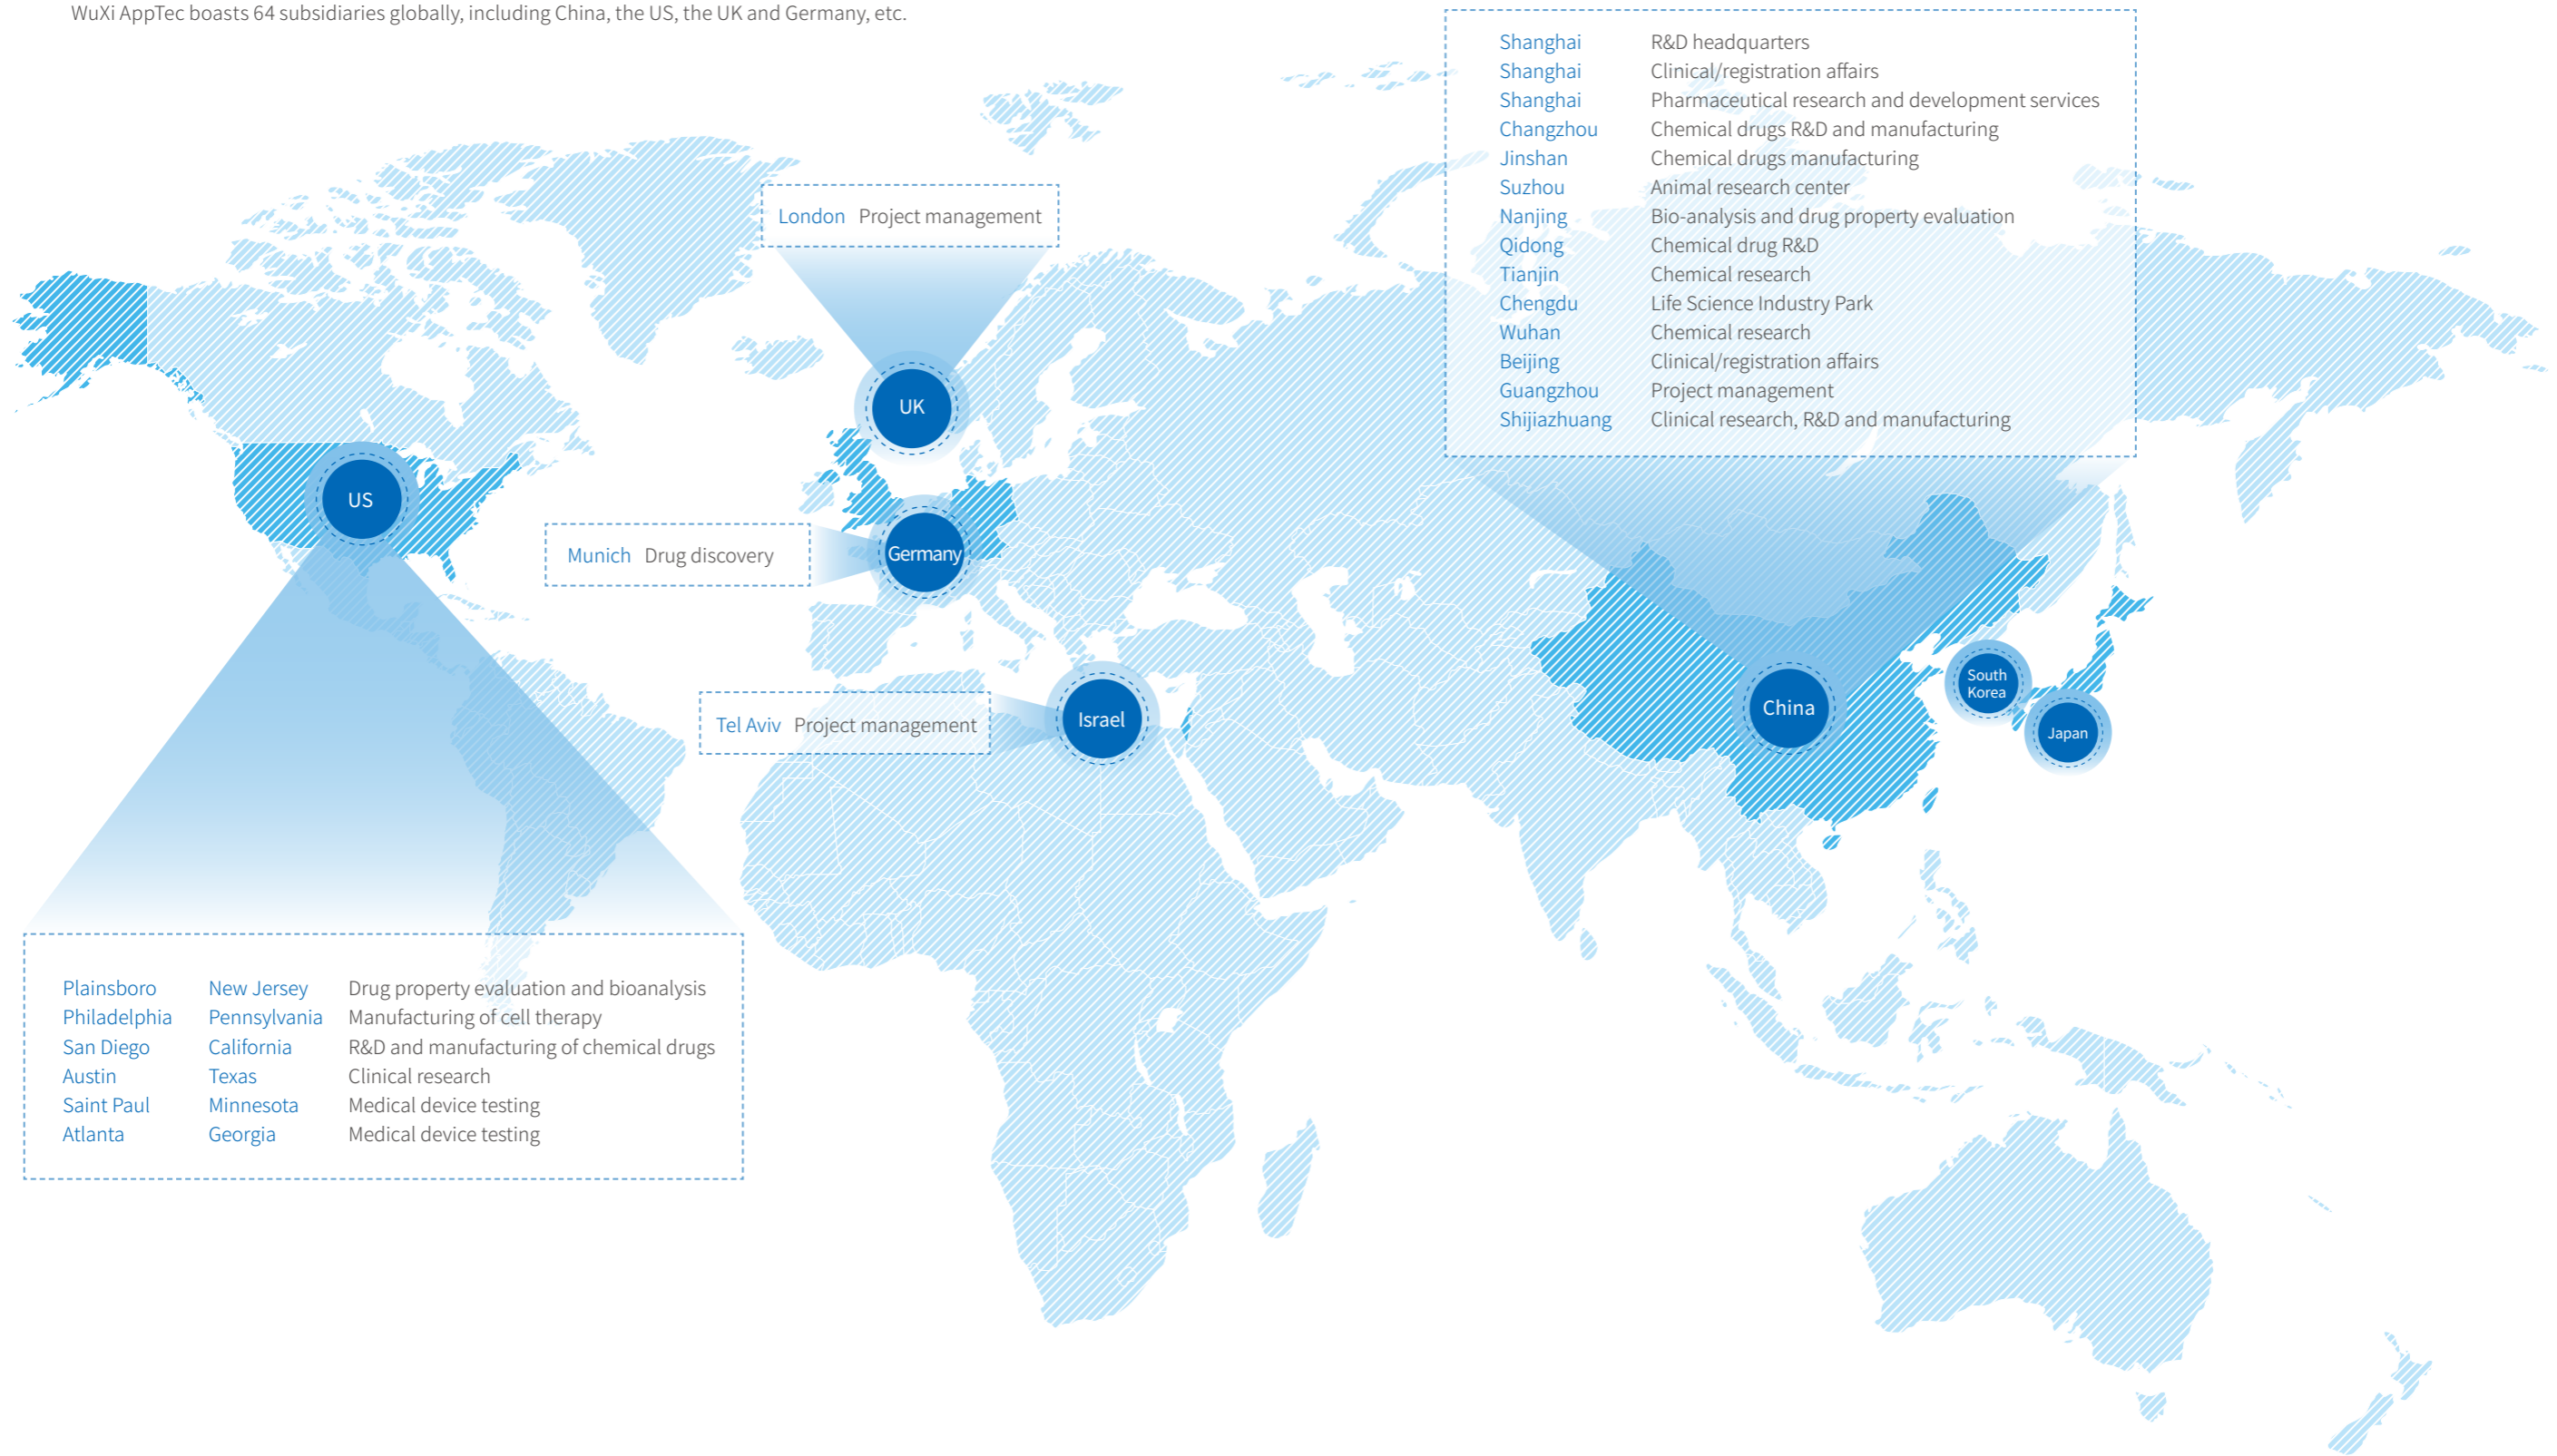 WuXi AppTec boasts 64 subsidiaries globally, including China, the US, the UK and Germany, etc.
Shanghai R&D headquarters
Shanghai Clinical/registration affairs
Shanghai Pharmaceutical research and development services
Changzhou Chemical drugs R&D and manufacturing
Jinshan Chemical drugs manufacturing
Suzhou Animal research center
Nanjing Bio-analysis and drug property evaluation
Qidong Chemical drug R&D
Tianjin Chemical research
Chengdu Life Science Industry Park
Wuhan Chemical research
Beijing Clinical/registration affairs
Guangzhou Project management
Shijiazhuang Clinical research, R&D and manufacturing
London Project management
UK
US
Munich Drug discovery
Germany
Tel Aviv Project management
Israel
China
South
Korea
Japan
Plainsboro New Jersey Drug property evaluation and bioanalysis
Philadelphia Pennsylvania Manufacturing of cell therapy
San Diego California R&D and manufacturing of chemical drugs
Austin Texas Clinical research
Saint Paul Minnesota Medical device testing
Atlanta Georgia Medical device testing